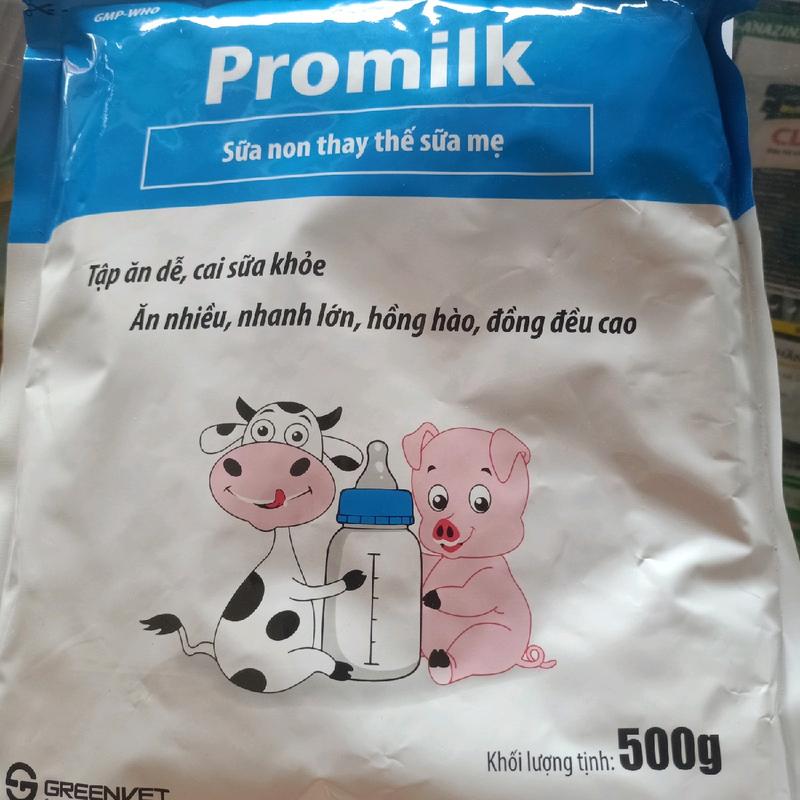 GMP-WHO
Promilk
Sữa non thay thế sữa mẹ
Tập ăn dễ, cai sữa khỏe
Ăn nhiều, nhanh lớn, hồng hào, đồng đều cao
Khối lượng tịnh: 500g
GREENVET